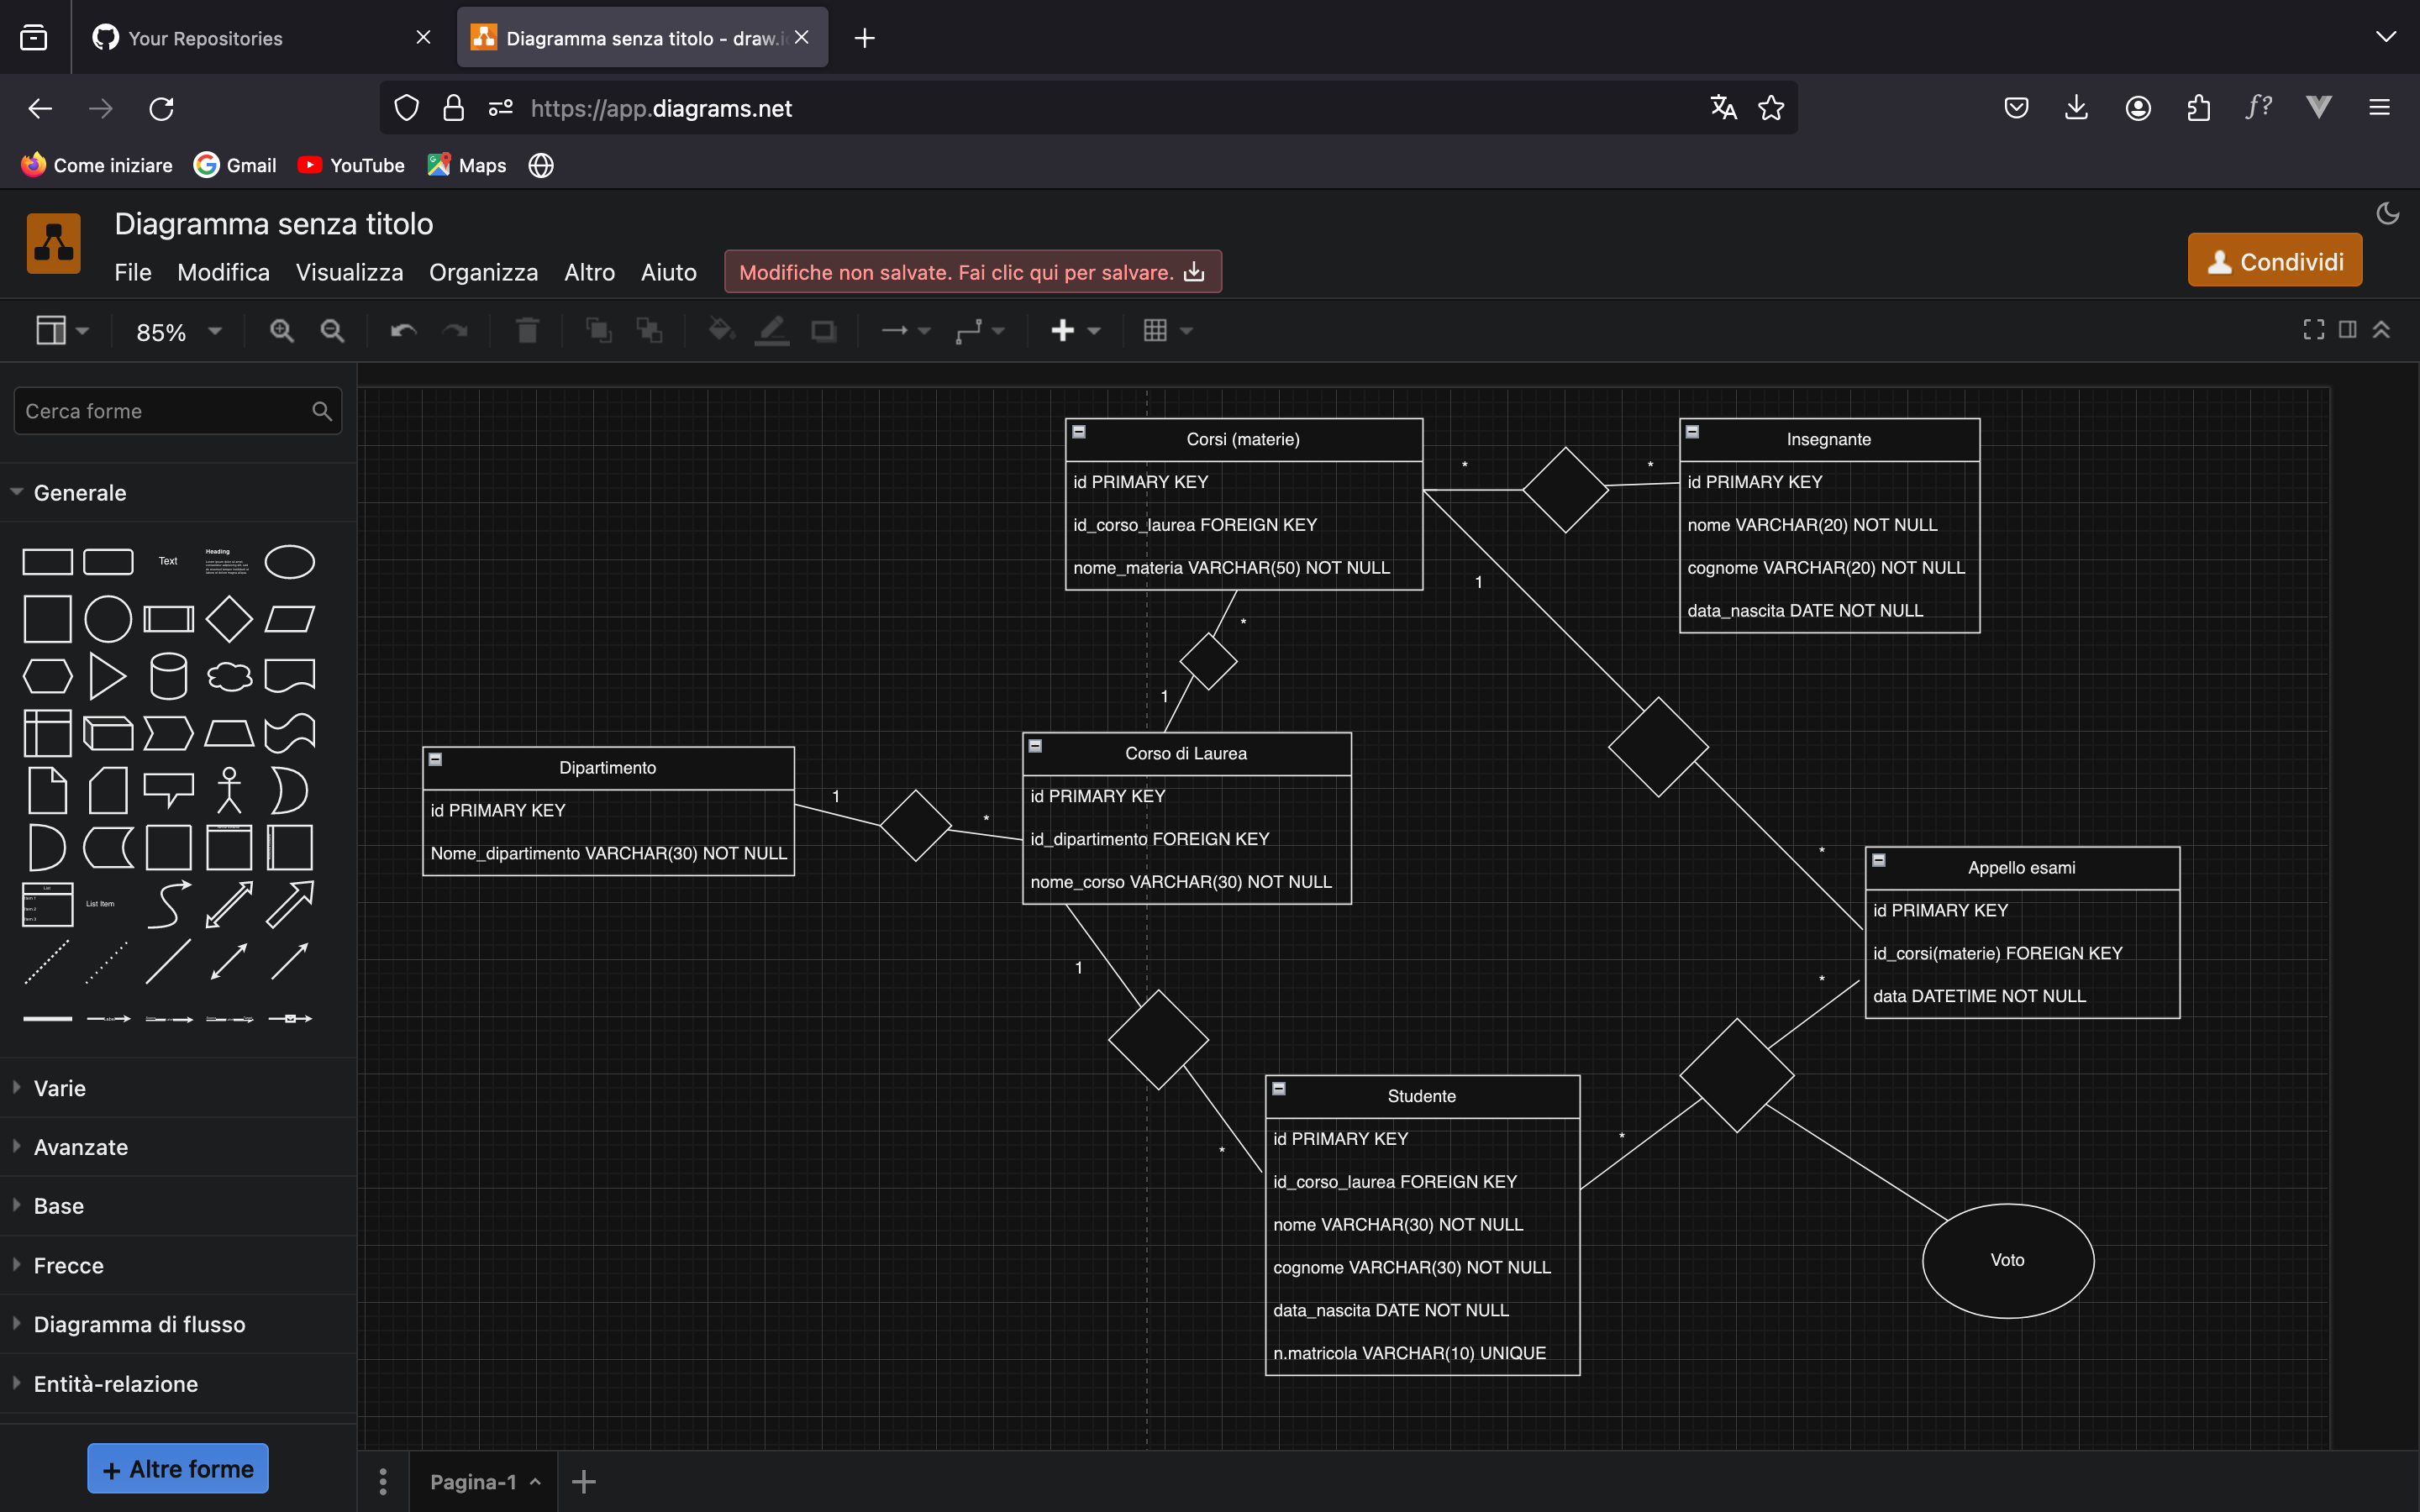 Your Repositories
Diagramma senza titolo - draw.i
https://app.diagrams.net
f?
Come iniziare
Gmail
YouTube
Maps
Diagramma senza titolo
File
Modifica
Visualizza
Organizza
Altro
Aiuto
Modifiche non salvate. Fai clic qui per salvare.
Condividi
85%
Cerca forme
Generale
Text
Heading
List
Item 1
Item 2
Item 3
List Item
Varie
Avanzate
Base
Frecce
Diagramma di flusso
Entità-relazione
+ Altre forme
Corsi (materie)
id PRIMARY KEY
id_corso_laurea FOREIGN KEY
nome_materia VARCHAR(50) NOT NULL
*
*
Insegnante
id PRIMARY KEY
nome VARCHAR(20) NOT NULL
cognome VARCHAR(20) NOT NULL
data_nascita DATE NOT NULL
1
*
1
Dipartimento
id PRIMARY KEY
Nome_dipartimento VARCHAR(30) NOT NULL
1
*
Corso di Laurea
id PRIMARY KEY
id_dipartimento FOREIGN KEY
nome_corso VARCHAR(30) NOT NULL
*
Appello esami
id PRIMARY KEY
id_corsi(materie) FOREIGN KEY
data DATETIME NOT NULL
1
*
*
*
Studente
id PRIMARY KEY
id_corso_laurea FOREIGN KEY
nome VARCHAR(30) NOT NULL
cognome VARCHAR(30) NOT NULL
data_nascita DATE NOT NULL
n.matricola VARCHAR(10) UNIQUE
Voto
Pagina-1